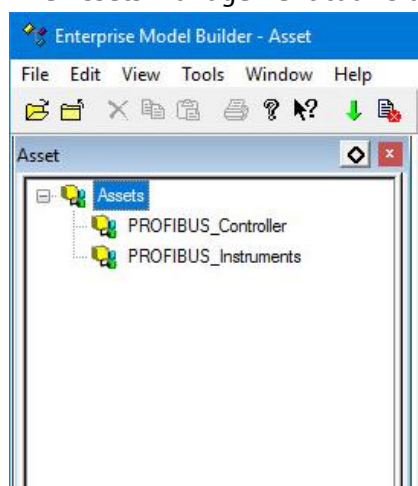 Enterprise Model Builder - Asset
File Edit View Tools Window Help
Asset
Assets
PROFIBUS_Controller
PROFIBUS_Instruments